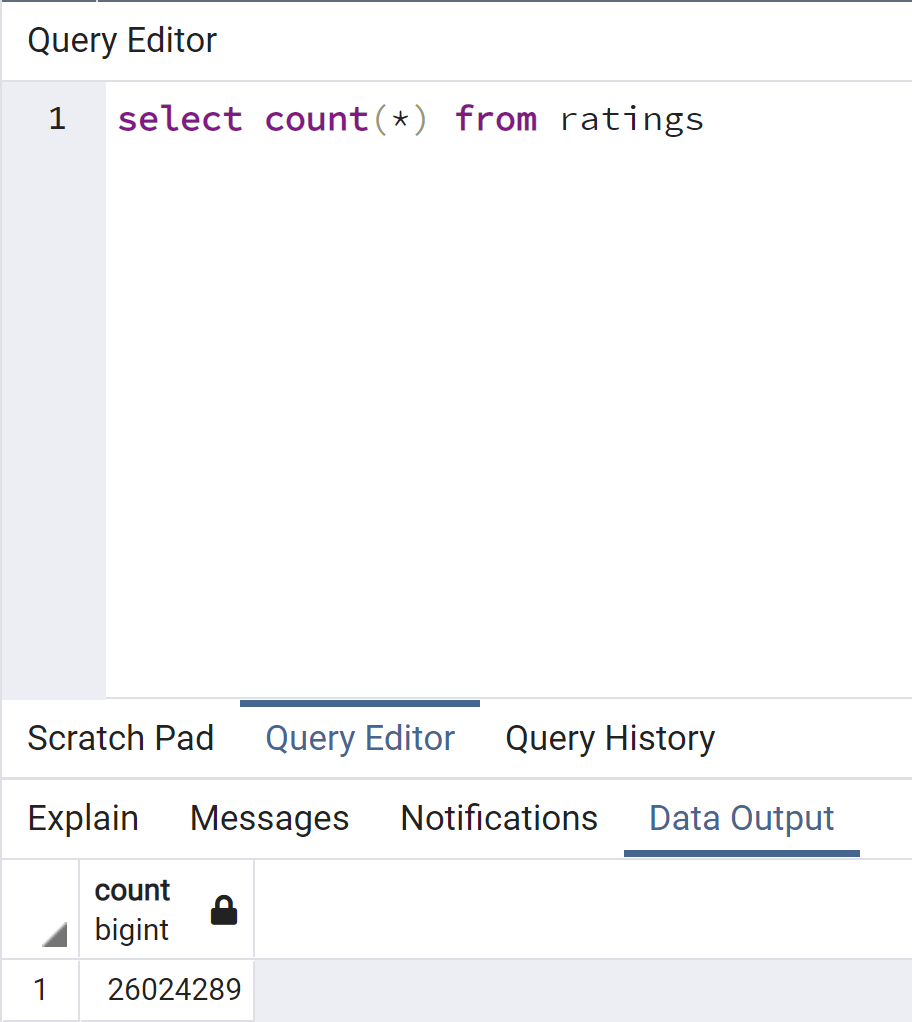 Query Editor
1 select count(*) from ratings
Scratch Pad Query Editor Query History
Explain Messages Notifications Data Output
count
bigint
1 26024289